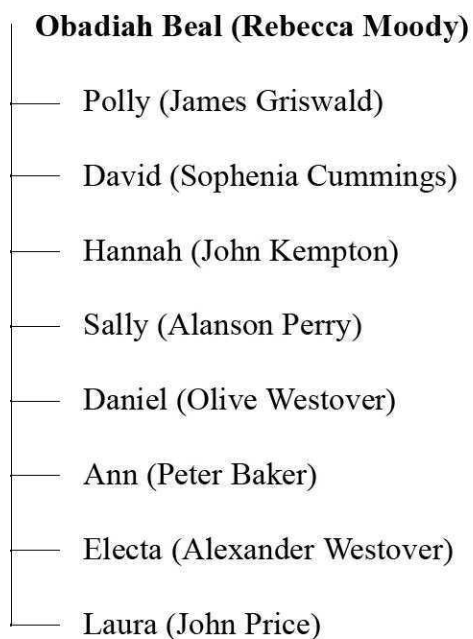 Obadiah Beal (Rebecca Moody)
Polly (James Griswald)
David (Sophenia Cummings)
Hannah (John Kempton)
Sally (Alanson Perry)
Daniel (Olive Westover)
Ann (Peter Baker)
Electa (Alexander Westover)
Laura (John Price)